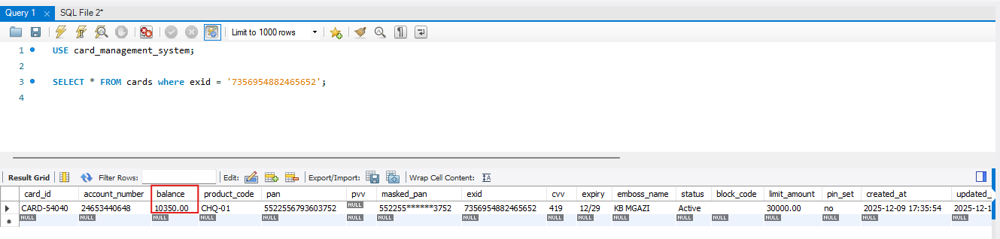 Query 1 × SQL File 2*
Limit to 1000 rows
1 USE card_management_system;
2
3 SELECT * FROM cards where exid = '7356954882465652';
4
Result Grid Filter Rows: Edit: Export/Import: Wrap Cell Content: IA
card_id account_number balance product_code pan pvv masked_pan exid cvv expiry emboss_name status block_code limit_amount pin_set created_at updated_
CARD-54040 24653440648 10350.00 CHQ-01 5522556793603752 NULL 552255******3752 7356954882465652 419 12/29 KB MGAZI Active 30000.00 no 2025-12-09 17:35:54 2025-12-1
NULL NULL NULL NULL NULL NULL NULL NULL NULL NULL NULL NULL NULL NULL NULL NULL NULL